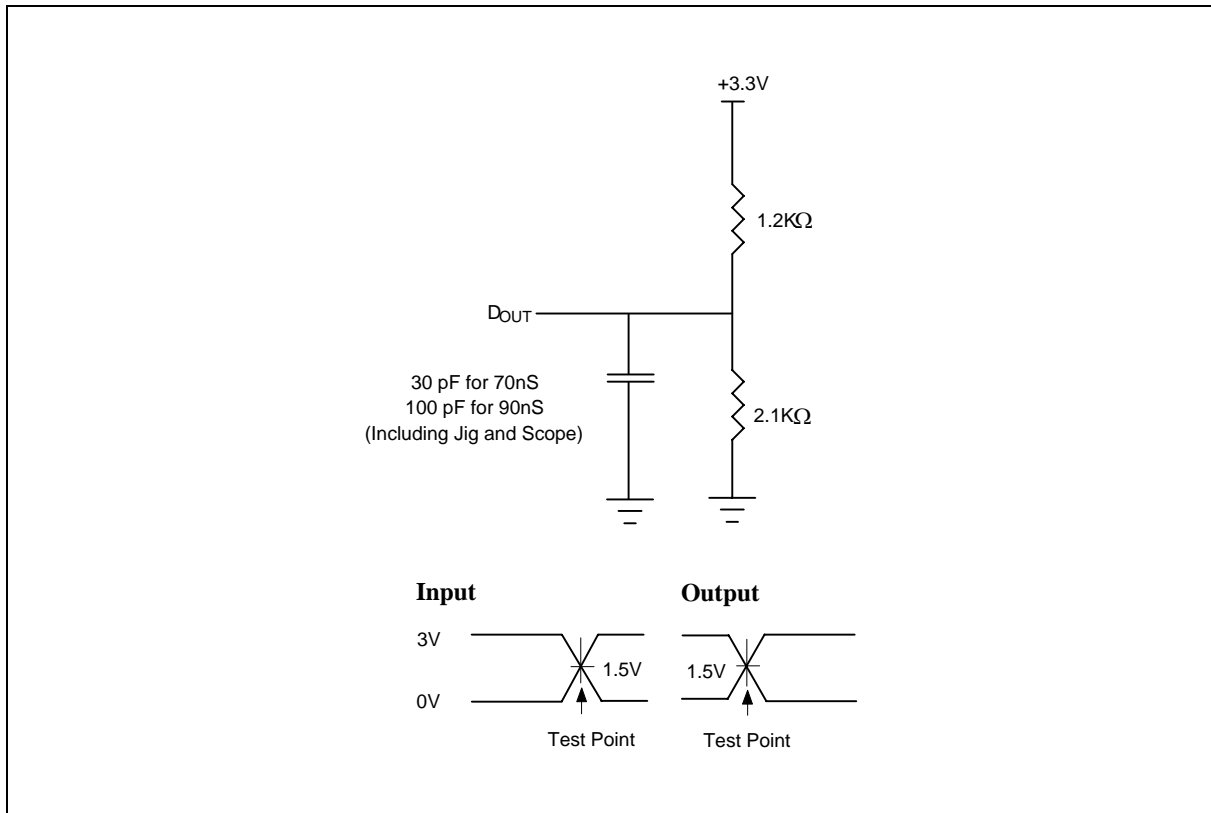 +3.3V
1.2KΩ
DOUT
30 pF for 70nS
100 pF for 90nS
(Including Jig and Scope)
2.1KΩ
Input
Output
3V
1.5V
1.5V
0V
Test Point
Test Point